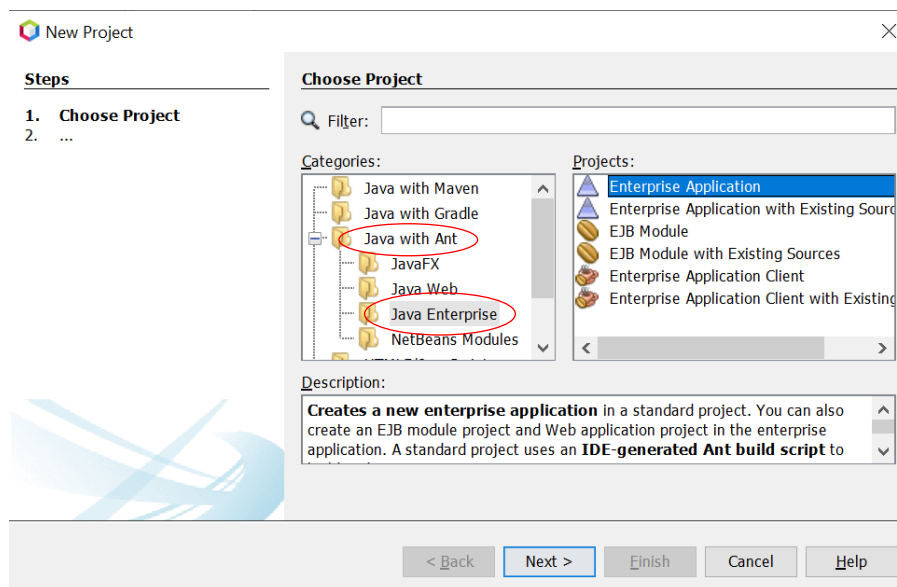 New Project
Steps
1. Choose Project
2. ...
Choose Project
Filter:
Categories:
Java with Maven
Java with Gradle
Java with Ant
JavaFX
Java Web
Java Enterprise
NetBeans Modules
Projects:
Enterprise Application
Enterprise Application with Existing Sourc
EJB Module
EJB Module with Existing Sources
Enterprise Application Client
Enterprise Application Client with Existing
Description:
Creates a new enterprise application in a standard project. You can also
create an EJB module project and Web application project in the enterprise
application. A standard project uses an IDE-generated Ant build script to
< Back
Next >
Finish
Cancel
Help